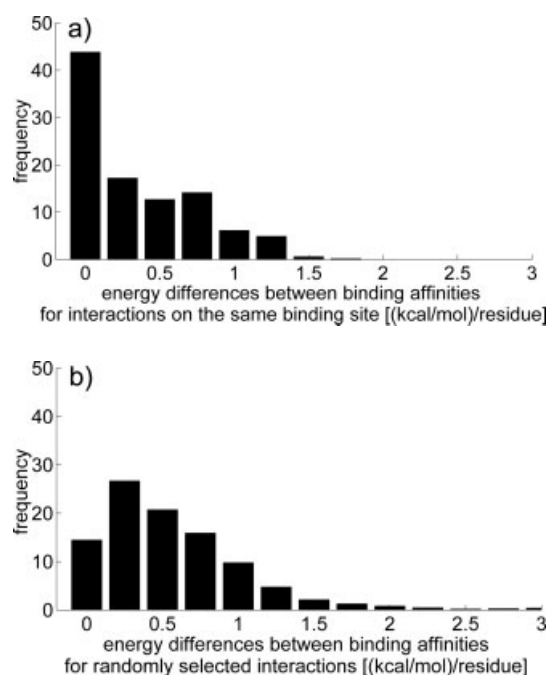 a)
50
40
30
20
10
0
frequency
0 0.5 1 1.5 2 2.5 3
energy differences between binding affinities
for interactions on the same binding site [(kcal/mol)/residue]
b)
50
40
30
20
10
0
frequency
0 0.5 1 1.5 2 2.5 3
energy differences between binding affinities
for randomly selected interactions [(kcal/mol)/residue]